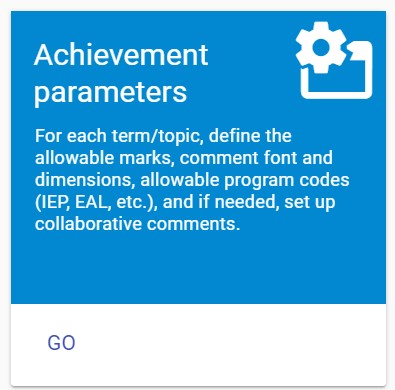 Achievement
parameters
For each term/topic, define the
allowable marks, comment font and
dimensions, allowable program codes
(IEP, EAL, etc.), and if needed, set up
collaborative comments.
GO